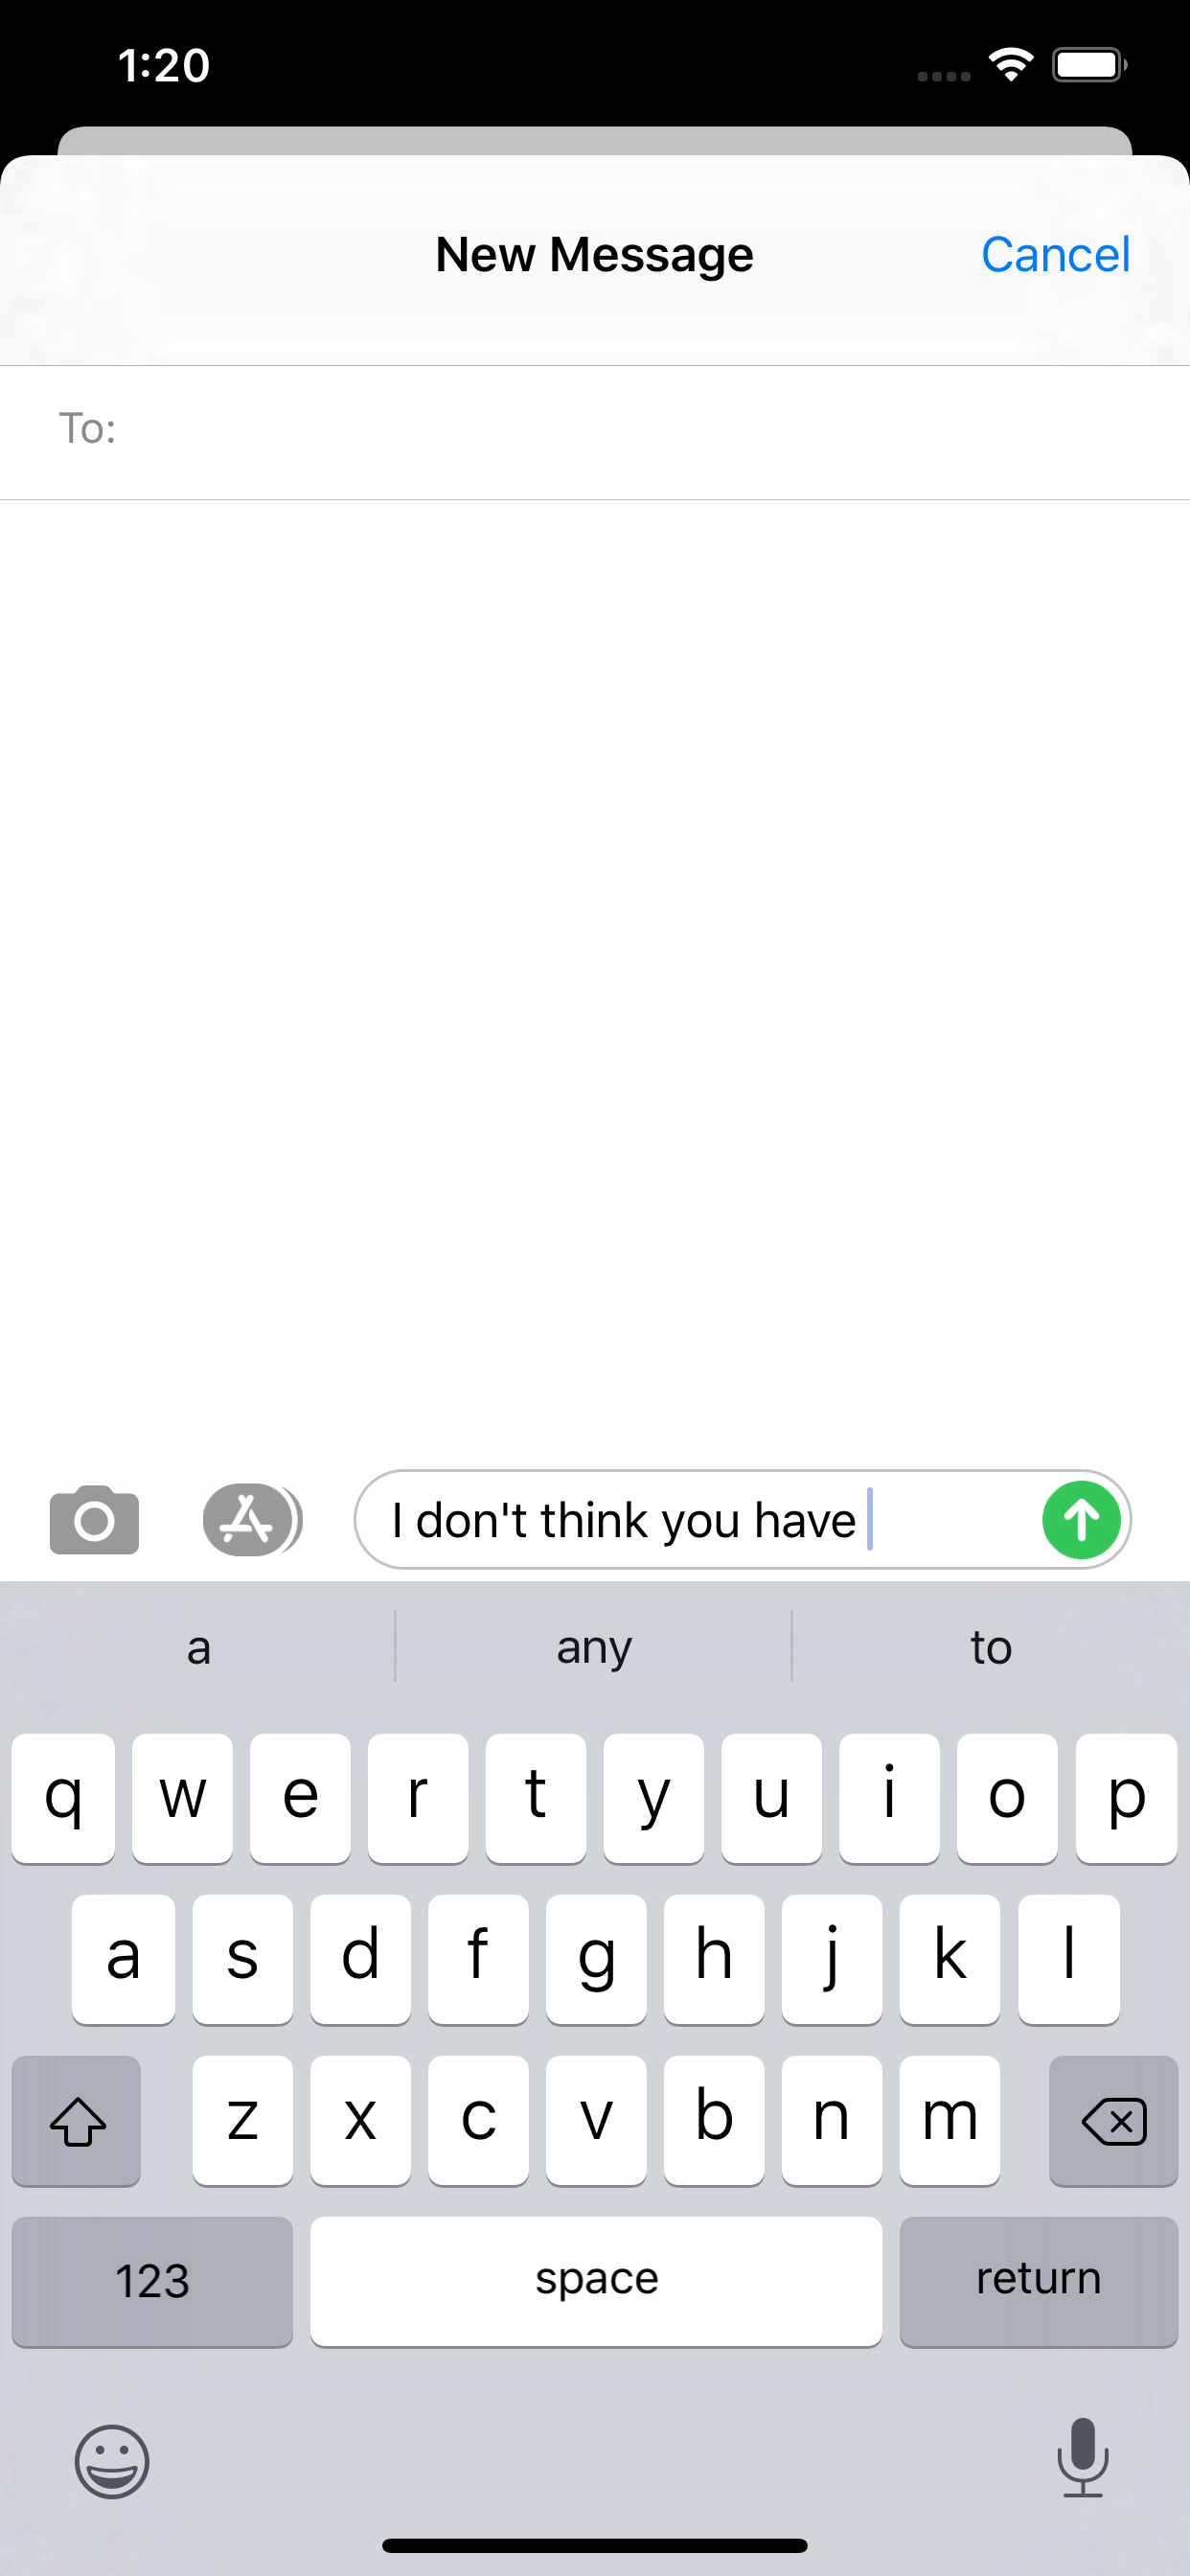 1:20
New Message
Cancel
To:
I don't think you have
a any to
q w e r t y u i o p
a s d f g h j k l
z x c v b n m
123 space return